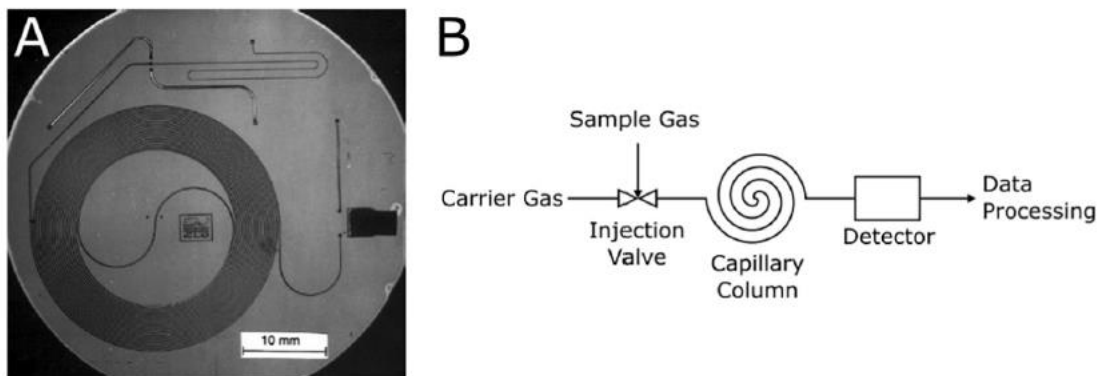 A
10 mm
B
Sample Gas
Carrier Gas
Injection
Valve
Capillary
Column
Detector
Data
Processing